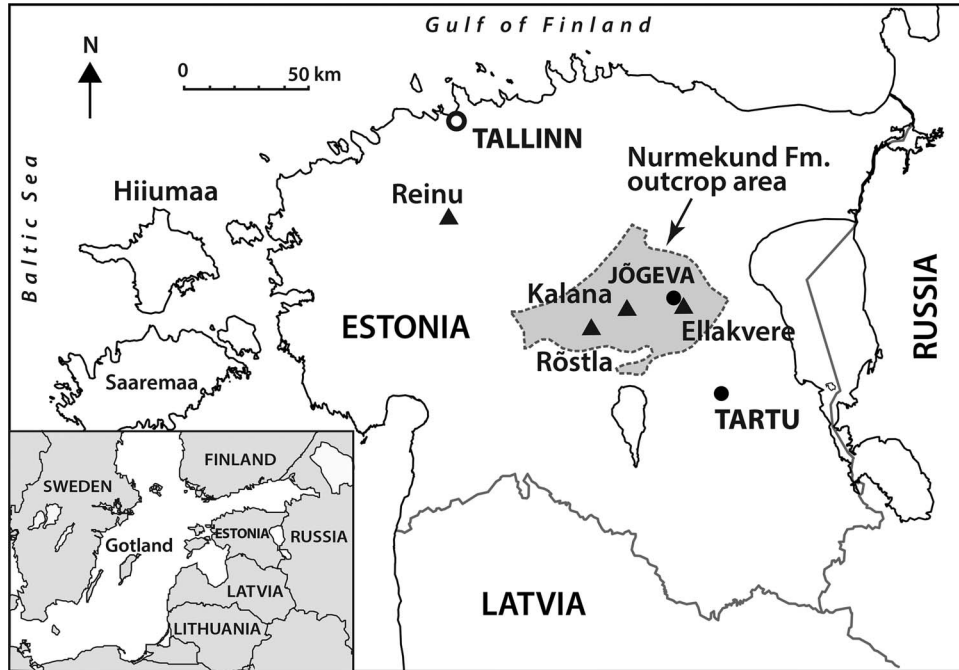 Gulf of Finland
N
0
50 km
TALLINN
Nurmekund Fm.
outcrop area
Baltic Sea
Hiiumaa
Reinu
RUSSIA
JÕGEVA
Kalana
ESTONIA
Ellakvere
Rõstla
Saaremaa
TARTU
FINLAND
SWEDEN
Gotland
ESTONIA
RUSSIA
LATVIA
LITHUANIA
LATVIA